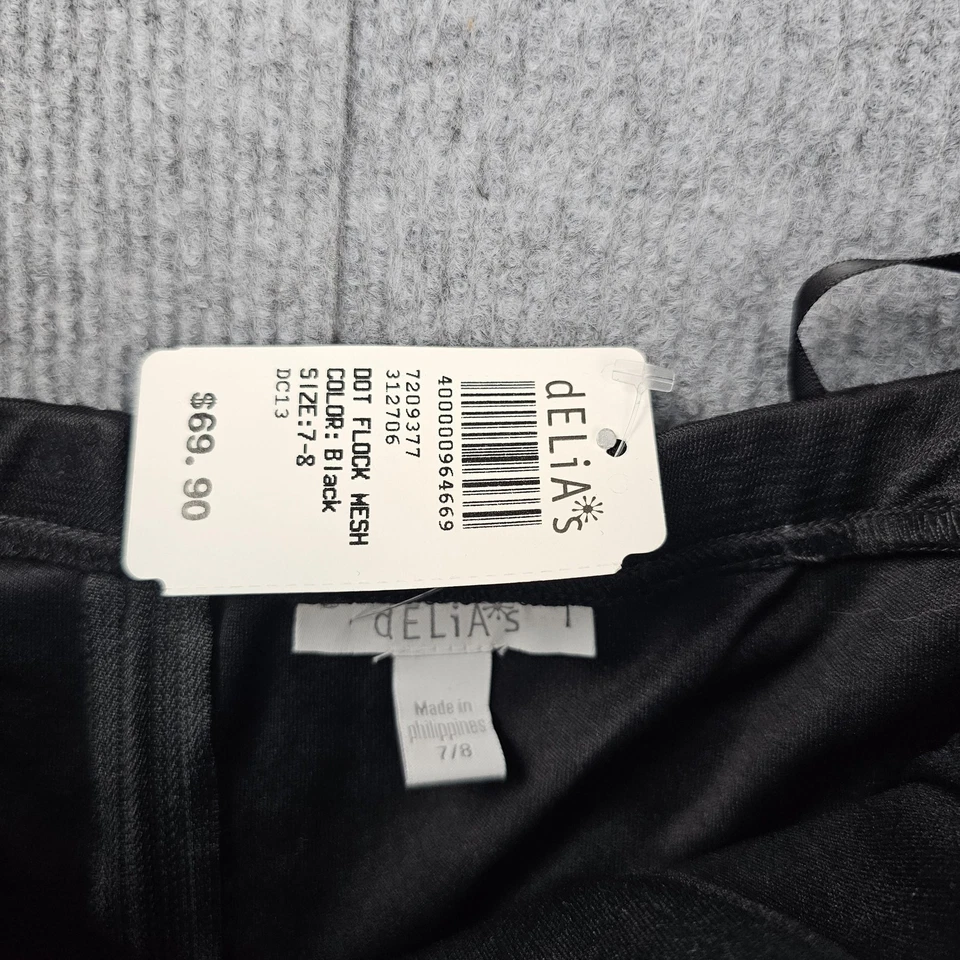 dELiA*s
400000964669
7209377
312706
DOT FLOCK MESH
COLOR: Black
SIZE:7-8
DC13
$69.90
dELiA*s
Made in
philippines
7/8